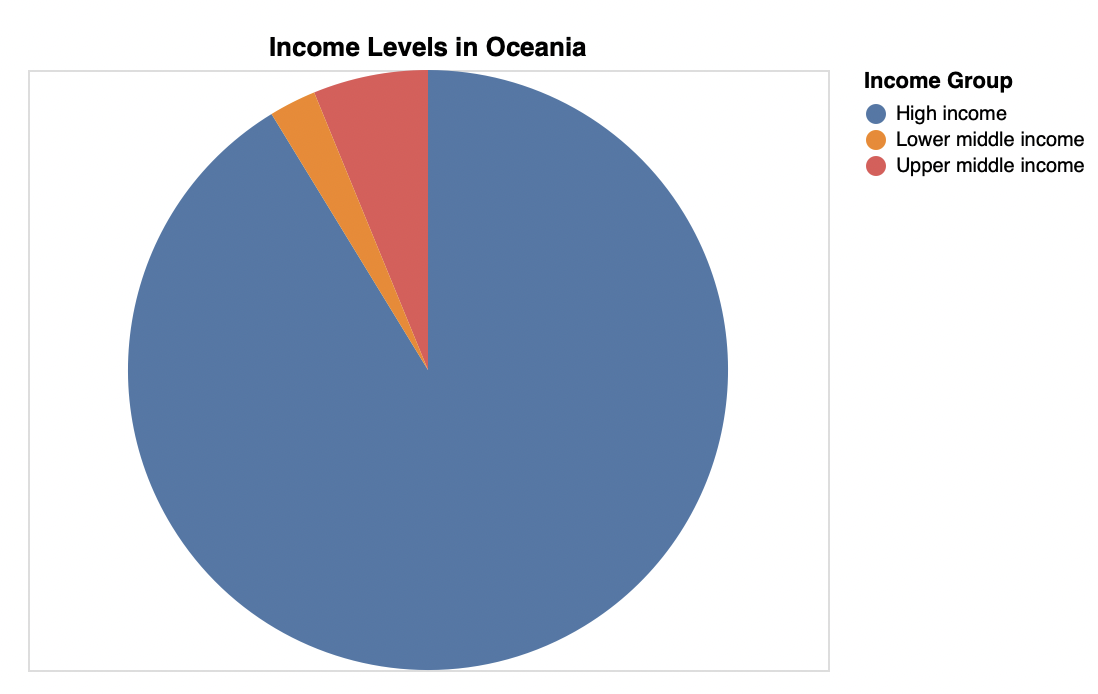 Income Levels in Oceania
Income Group
High income
Lower middle income
Upper middle income